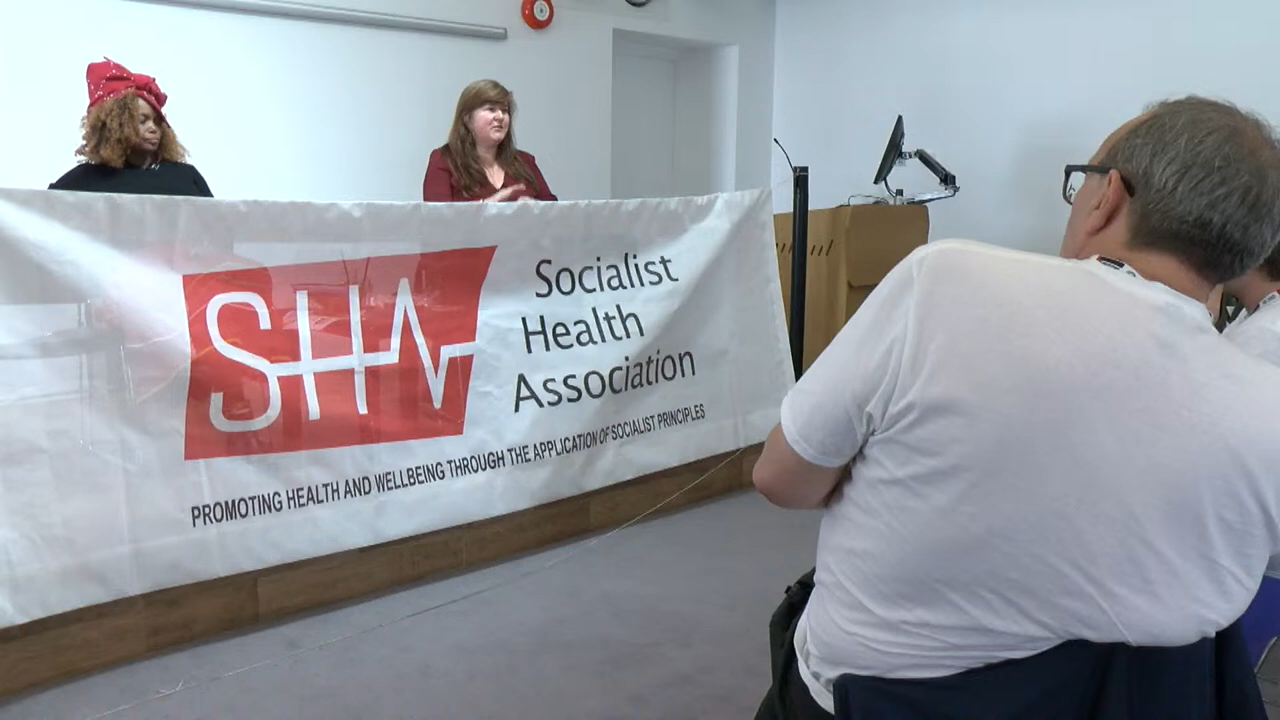 SHA
Socialist
Health
Association
PROMOTING HEALTH AND WELLBEING THROUGH THE APPLICATION OF SOCIALIST PRINCIPLES